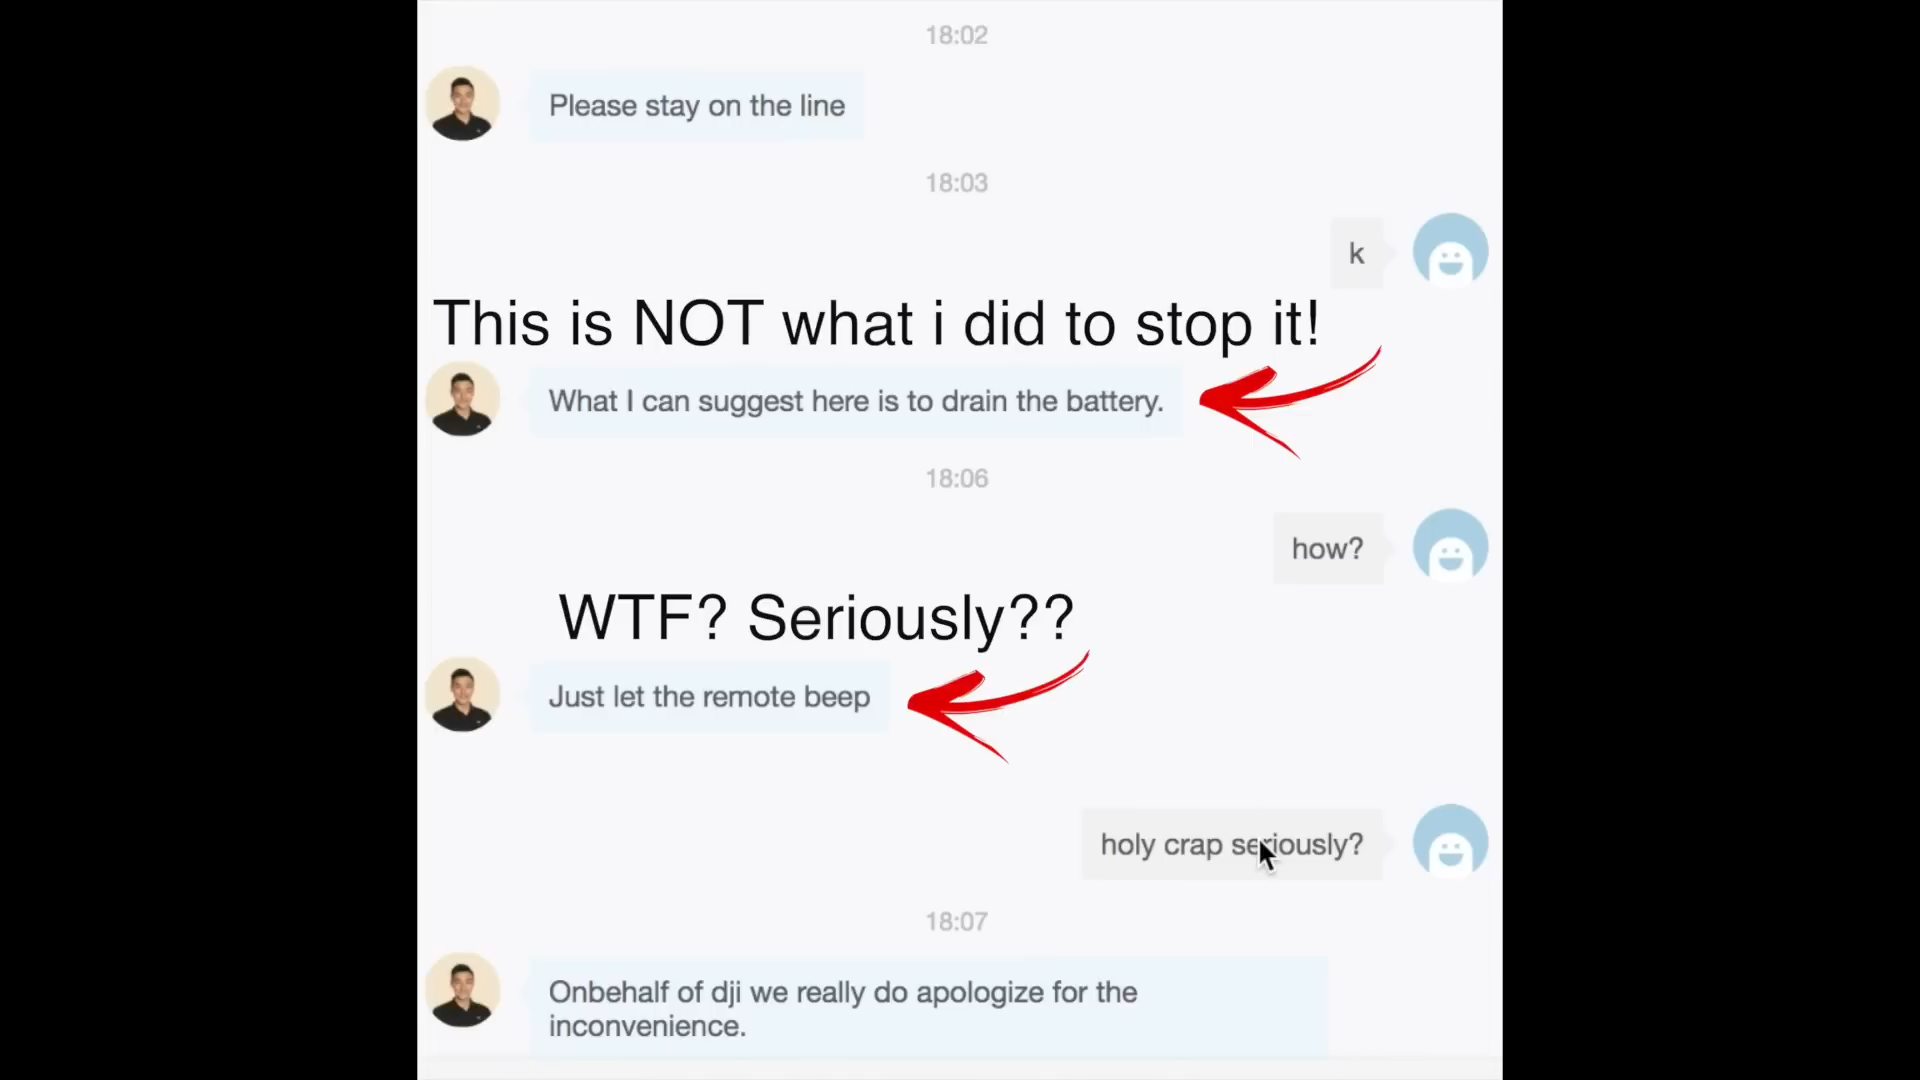 18:02
Please stay on the line
18:03
k
This is NOT what i did to stop it!
What I can suggest here is to drain the battery.
18:06
how?
WTF? Seriously??
Just let the remote beep
holy crap seriously?
18:07
Onbehalf of dji we really do apologize for the
inconvenience.